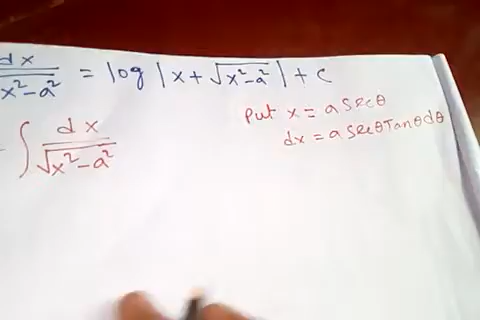 dx / x²-a² = log |x + √x²-a² | + c
Put x = a secθ
dx = a secθ Tanθ dθ
- ∫ dx / √x²-a²